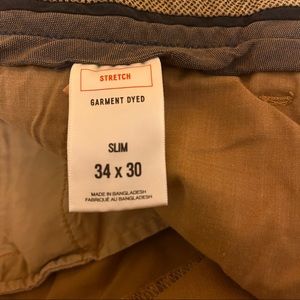 STRETCH
GARMENT DYED
SLIM
34 x 30
MADE IN BANGLADESH
FABRIQUÉ AU BANGLADESH